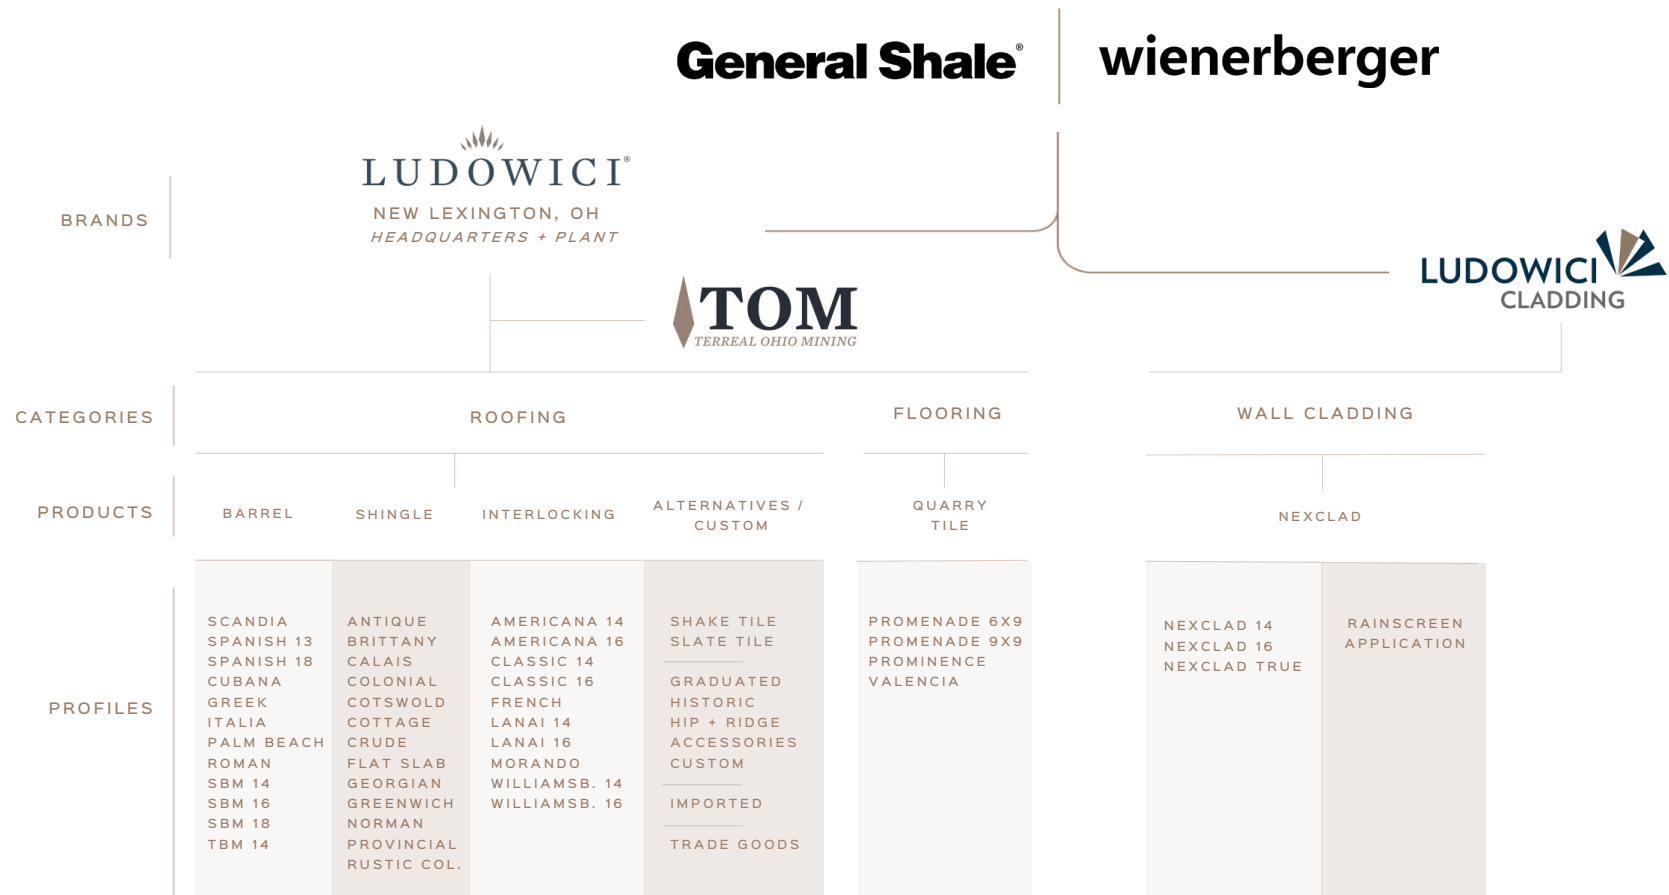 General Shale®
wienerberger
LUDOWICI®
NEW LEXINGTON, OH
HEADQUARTERS + PLANT
BRANDS
LUDOWICI
CLADDING
TOM
TERREAL OHIO MINING
CATEGORIES
ROOFING
FLOORING
WALL CLADDING
PRODUCTS
BARREL
SHINGLE
INTERLOCKING
ALTERNATIVES /
CUSTOM
QUARRY
TILE
NEXCLAD
PROFILES
SCANDIA
SPANISH 13
SPANISH 18
CUBANA
GREEK
ITALIA
PALM BEACH
ROMAN
SBM 14
SBM 16
SBM 18
TBM 14
ANTIQUE
BRITTANY
CALAIS
COLONIAL
COTSWOLD
COTTAGE
CRUDE
FLAT SLAB
GEORGIAN
GREENWICH
NORMAN
PROVINCIAL
RUSTIC COL.
AMERICANA 14
AMERICANA 16
CLASSIC 14
CLASSIC 16
FRENCH
LANAI 14
LANAI 16
MORANDO
WILLIAMSB. 14
WILLIAMSB. 16
SHAKE TILE
SLATE TILE
GRADUATED
HISTORIC
HIP + RIDGE
ACCESSORIES
CUSTOM
IMPORTED
TRADE GOODS
PROMENADE 6X9
PROMENADE 9X9
PROMINENCE
VALENCIA
NEXCLAD 14
NEXCLAD 16
NEXCLAD TRUE
RAINSCREEN
APPLICATION